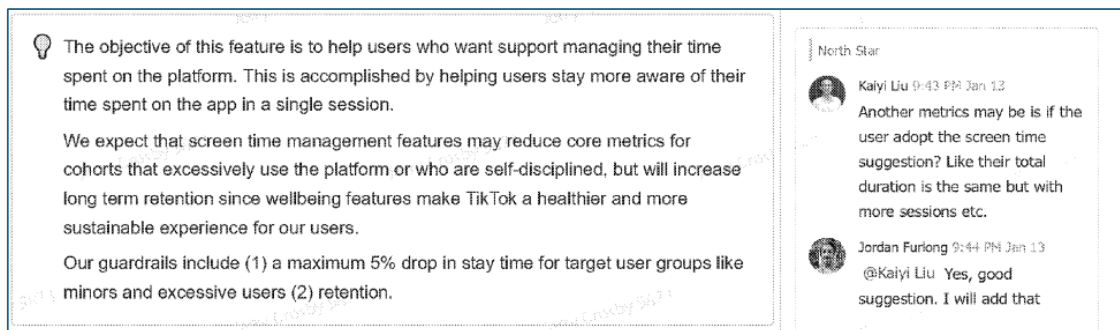 The objective of this feature is to help users who want support managing their time
spent on the platform. This is accomplished by helping users stay more aware of their
time spent on the app in a single session.
We expect that screen time management features may reduce core metrics for
cohorts that excessively use the platform or who are self-disciplined, but will increase
long term retention since wellbeing features make TikTok a healthier and more
sustainable experience for our users.
Our guardrails include (1) a maximum 5% drop in stay time for target user groups like
minors and excessive users (2) retention.
North Star
Kaiyi Liu 9:43 PM Jan 13
Another metrics may be is if the
user adopt the screen time
suggestion? Like their total
duration is the same but with
more sessions etc.
Jordan Furlong 9:44 PM Jan 13
@Kaiyi Liu Yes, good
suggestion. I will add that